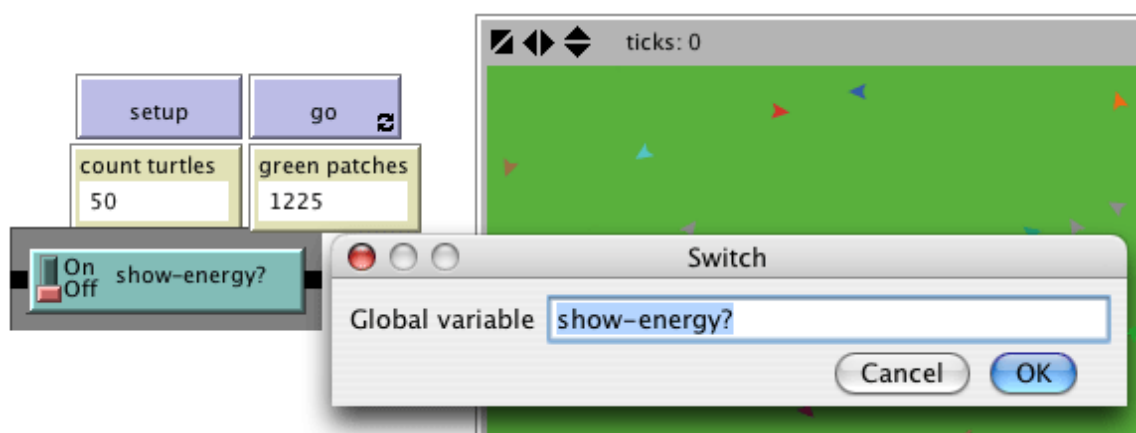 ticks: 0
setup
go
count turtles
50
green patches
1225
On
Off
show-energy?
Switch
Global variable
show-energy?
Cancel
OK